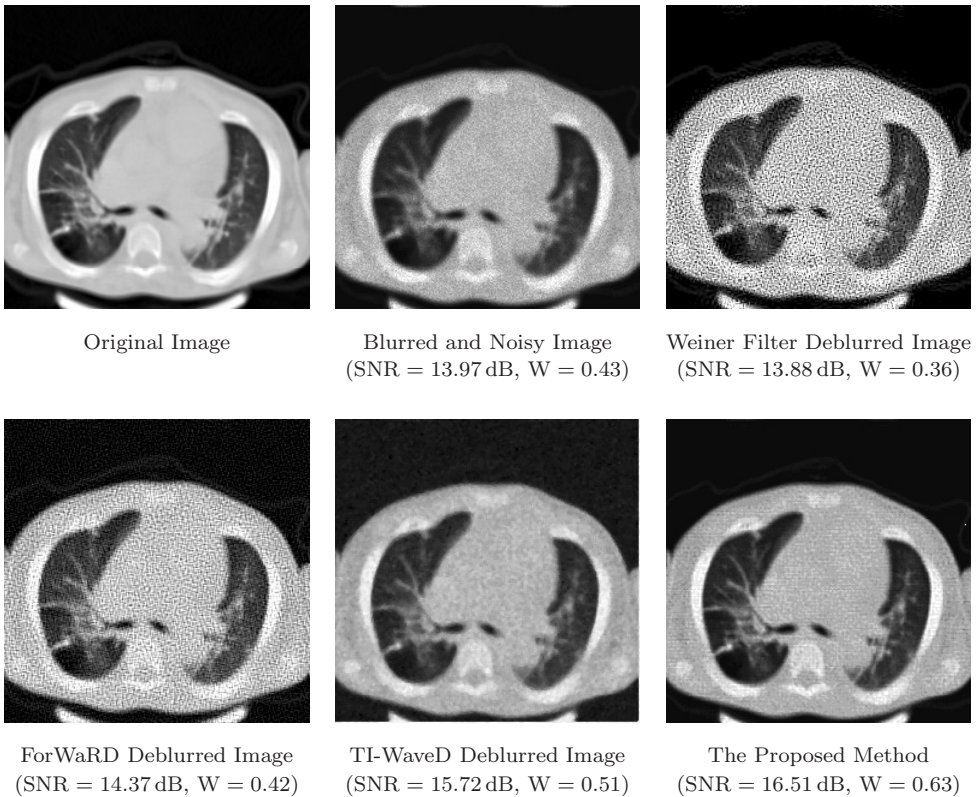 Original Image
Blurred and Noisy Image
(SNR = 13.97 dB, W = 0.43)
Weiner Filter Deblurred Image
(SNR = 13.88 dB, W = 0.36)
ForWaRD Deblurred Image
(SNR = 14.37 dB, W = 0.42)
TI-WaveD Deblurred Image
(SNR = 15.72 dB, W = 0.51)
The Proposed Method
(SNR = 16.51 dB, W = 0.63)